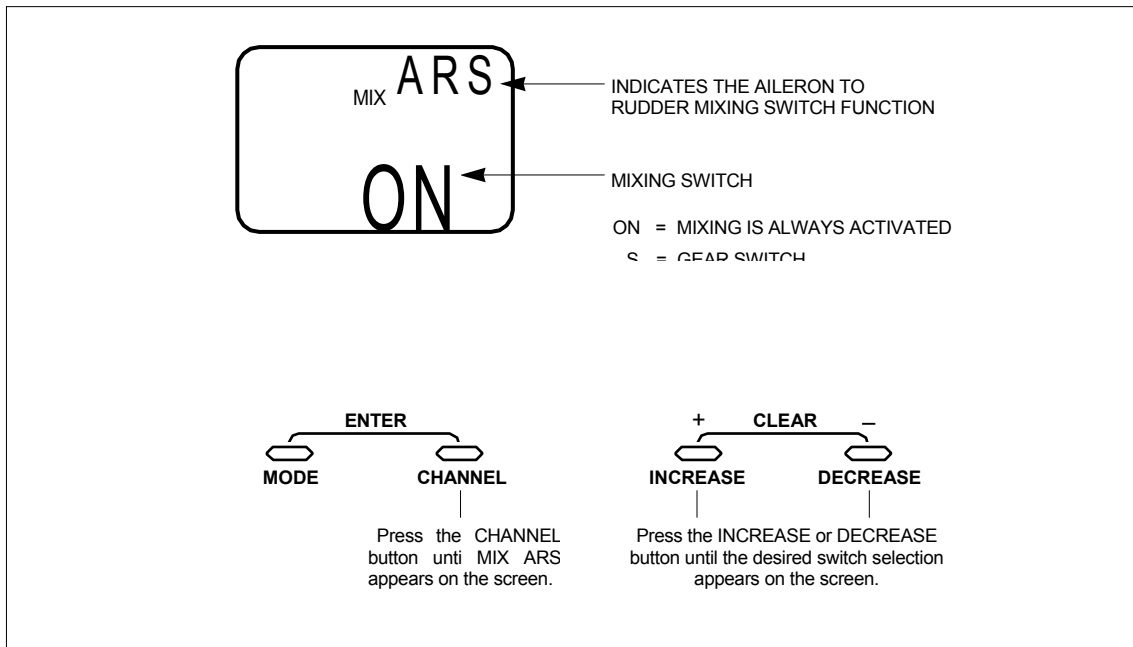 MIX ARS
INDICATES THE AILERON TO
RUDDER MIXING SWITCH FUNCTION
ON
MIXING SWITCH
ON = MIXING IS ALWAYS ACTIVATED
S = GEAR SWITCH
ENTER
+ CLEAR –
MODE CHANNEL
INCREASE DECREASE
Press the CHANNEL
button unti MIX ARS
appears on the screen.
Press the INCREASE or DECREASE
button until the desired switch selection
appears on the screen.